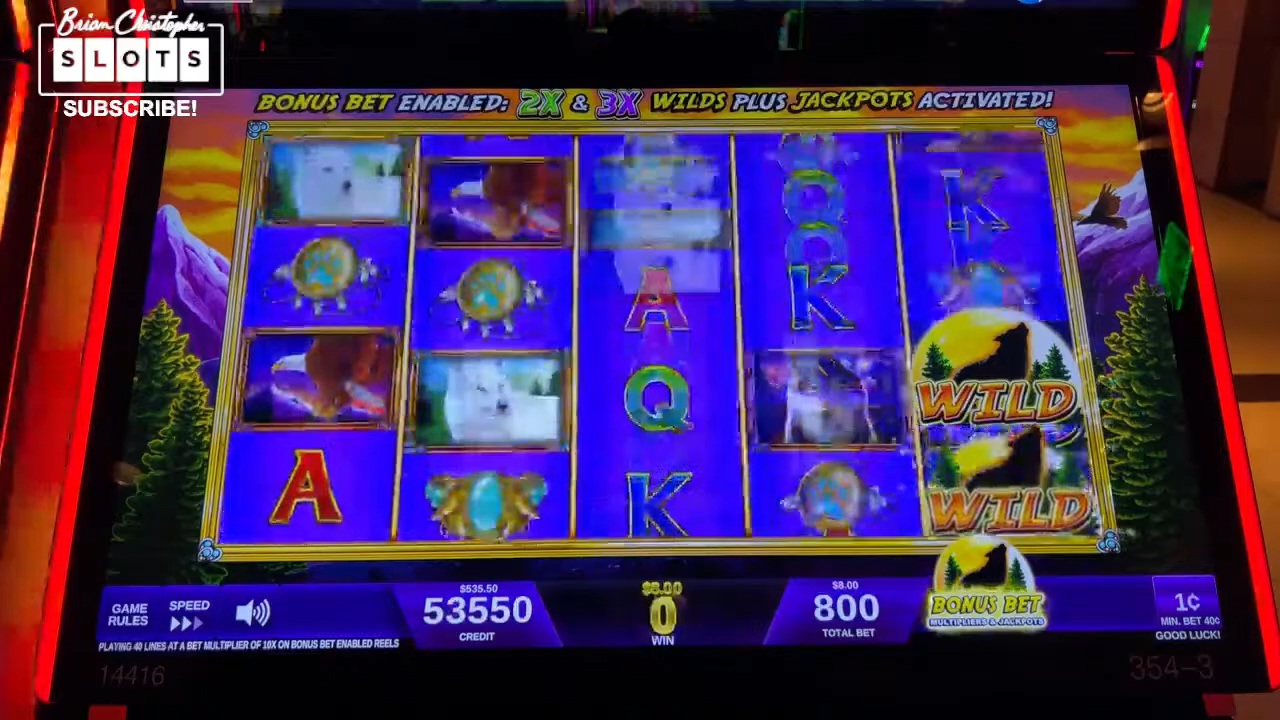 Brian Christopher
SLOTS
SUBSCRIBE!
BONUS BET ENABLED: 2X & 3X WILDS PLUS JACKPOTS ACTIVATED!
K
A
K
Q
WILD
A
K
WILD
GAME RULES
SPEED
$535.50
53550
CREDIT
$8.00
0
WIN
$8.00
800
TOTAL BET
BONUS BET
MULTIPLIERS & JACKPOTS
1¢
MIN. BET 40¢
GOOD LUCK!
PLAYING 40 LINES AT A BET MULTIPLIER OF 10X ON BONUS BET ENABLED REELS
14416
354-3